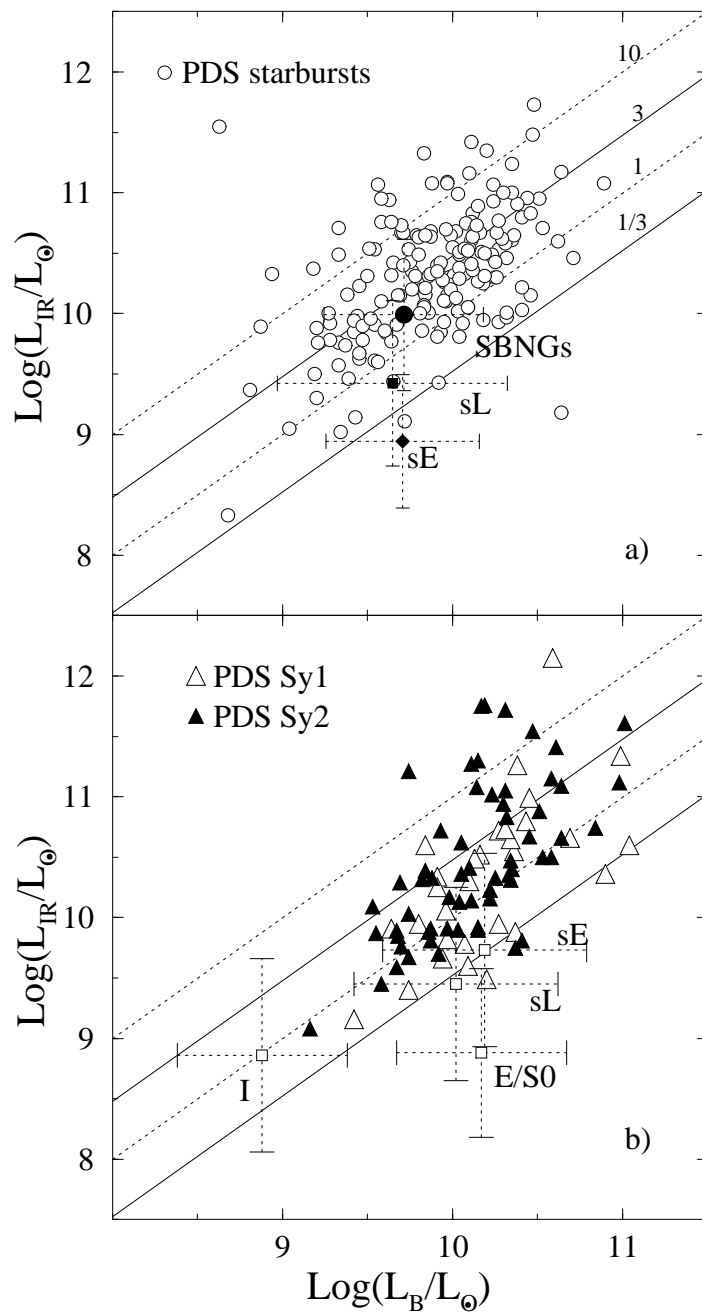 12
11
10
9
8
Log(L_IR/L_⊙)
PDS starbursts
10
3
1
1/3
SBNGs
sL
sE
a)
12
11
10
9
8
Log(L_IR/L_⊙)
PDS Sy1
PDS Sy2
sE
sL
E/S0
I
b)
9 10 11
Log(L_B/L_⊙)